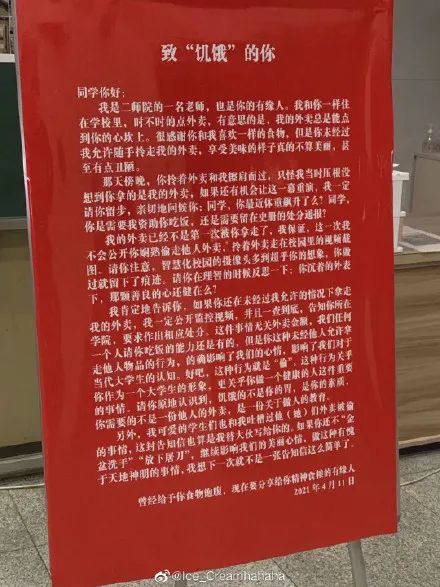 致“饥饿”的你
同学你好：
我是二师院的一名老师，也是你的有缘人。我和你一样住
在学校里，时不时的点外卖，有意思的是，我的外卖总是能点
到你的心坎上。很感谢你和我喜欢一样的食物，但是你未经过
我允许随手拎走我的外卖，享受美味的样子真的不算美丽，甚
至有点丑陋。
那天傍晚，你拎着外卖和我擦肩而过，只怪我当时压根没
想到你拿的是我的外卖，如果还有机会让这一幕重演，我一定
请你留步，亲切地问候你：同学，你最近体重飙升了么？同学，
你是需要我资助你吃饭，还是需要留在史册的处分通报？
我的外卖已经不是第一次被你拿走了，我保证，这一次我
不会公开你娴熟偷走他人外卖，拎着外卖走在校园里的视频截
图。请你注意，智慧化校园的摄像头多到超乎你的想象，你做
过就留下了痕迹。请你在理智的时候反思一下：你沉着的外表
下，那颗善良的心还健在么？
我肯定地告诉你，如果你还在未经过我允许的情况下拿走
我的外卖，我一定公开监控视频，并且一查到底，告知你所在
学院，要求作出相应处分。这件事情无关外卖金额，我们任何
一个人请你吃饭的能力还是有的，但是你这种未经他人允许拿
走他人物品的行为，的确影响了我们的心情，影响了我们对于
当代大学生的认知。好吧，这种行为就是“偷”，这种行为关乎
你作为一个大学生的形象，更关乎你做一个健康的人这件重要
的事情。请你原地认识到，饥饿的不是你的胃，是你的素质，
你需要的不是一份他人的外卖，是一份关于做人的教育。
另外，我可爱的学生们也和我吐槽过他（她）们外卖被偷
的事情，这封告知信也算是我替大伙写给你的。如果你还不“金
盆洗手”“放下屠刀”，继续影响我们的美丽心情，做这种有愧
于天地神明的事情，我想下一次就不是一张告知信这么简单了。
曾经给予你食物饱腹，现在要分享给你精神食粮的有缘人
2021年4月11日
@Ice_Creamhahaha